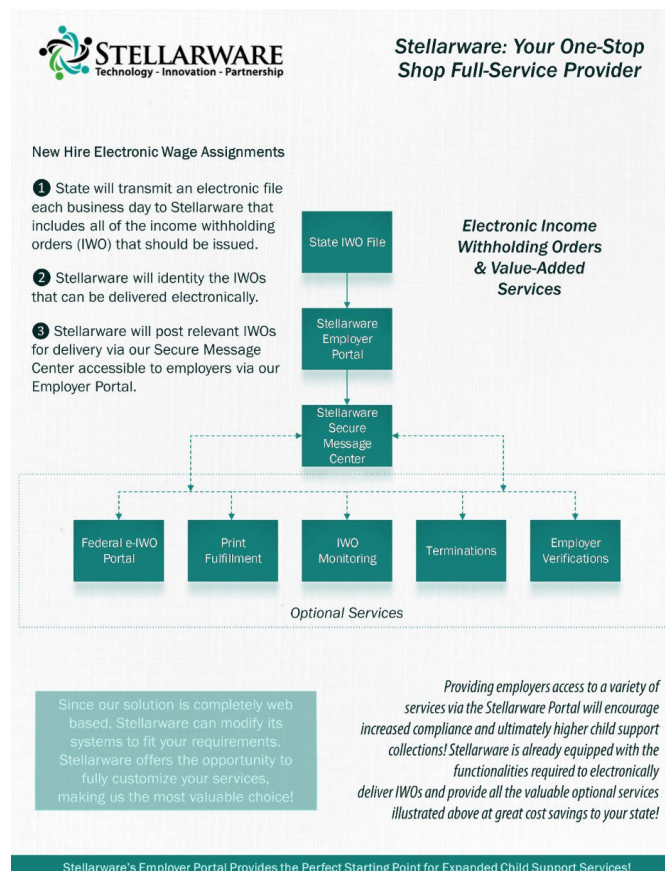 STELLARWARE
Technology - Innovation - Partnership
Stellarware: Your One-Stop
Shop Full-Service Provider
New Hire Electronic Wage Assignments
1 State will transmit an electronic file
each business day to Stellarware that
includes all of the income withholding
orders (IWO) that should be issued.
2 Stellarware will identity the IWOs
that can be delivered electronically.
3 Stellarware will post relevant IWOs
for delivery via our Secure Message
Center accessible to employers via our
Employer Portal.
Electronic Income
Withholding Orders
& Value-Added
Services
State IWO File
Stellarware
Employer
Portal
Stellarware
Secure
Message
Center
Federal e-IWO
Portal
Print
Fulfillment
IWO
Monitoring
Terminations
Employer
Verifications
Optional Services
Since our solution is completely web
based, Stellarware can modify its
systems to fit your requirements.
Stellarware offers the opportunity to
fully customize your services,
making us the most valuable choice!
Providing employers access to a variety of
services via the Stellarware Portal will encourage
increased compliance and ultimately higher child support
collections! Stellarware is already equipped with the
functionalities required to electronically
deliver IWOs and provide all the valuable optional services
illustrated above at great cost savings to your state!
Stellarware's Employer Portal Provides the Perfect Starting Point for Expanded Child Support Services!